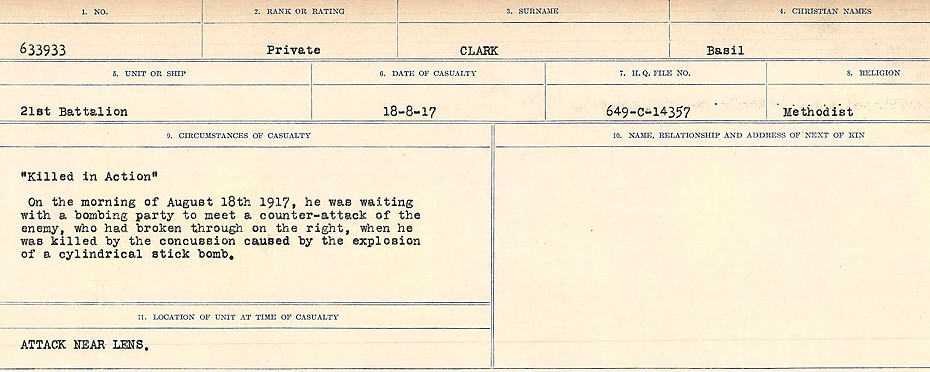 1. NO.
2. RANK OR RATING
3. SURNAME
4. CHRISTIAN NAMES
633933
Private
CLARK
Basil
5. UNIT OR SHIP
6. DATE OF CASUALTY
7. H.Q. FILE NO.
8. RELIGION
21st Battalion
18-8-17
649-C-14357
Methodist
9. CIRCUMSTANCES OF CASUALTY
10. NAME, RELATIONSHIP AND ADDRESS OF NEXT OF KIN
"Killed in Action"
On the morning of August 18th 1917, he was waiting
with a bombing party to meet a counter-attack of the
enemy, who had broken through on the right, when he
was killed by the concussion caused by the explosion
of a cylindrical stick bomb.
11. LOCATION OF UNIT AT TIME OF CASUALTY
ATTACK NEAR LENS.